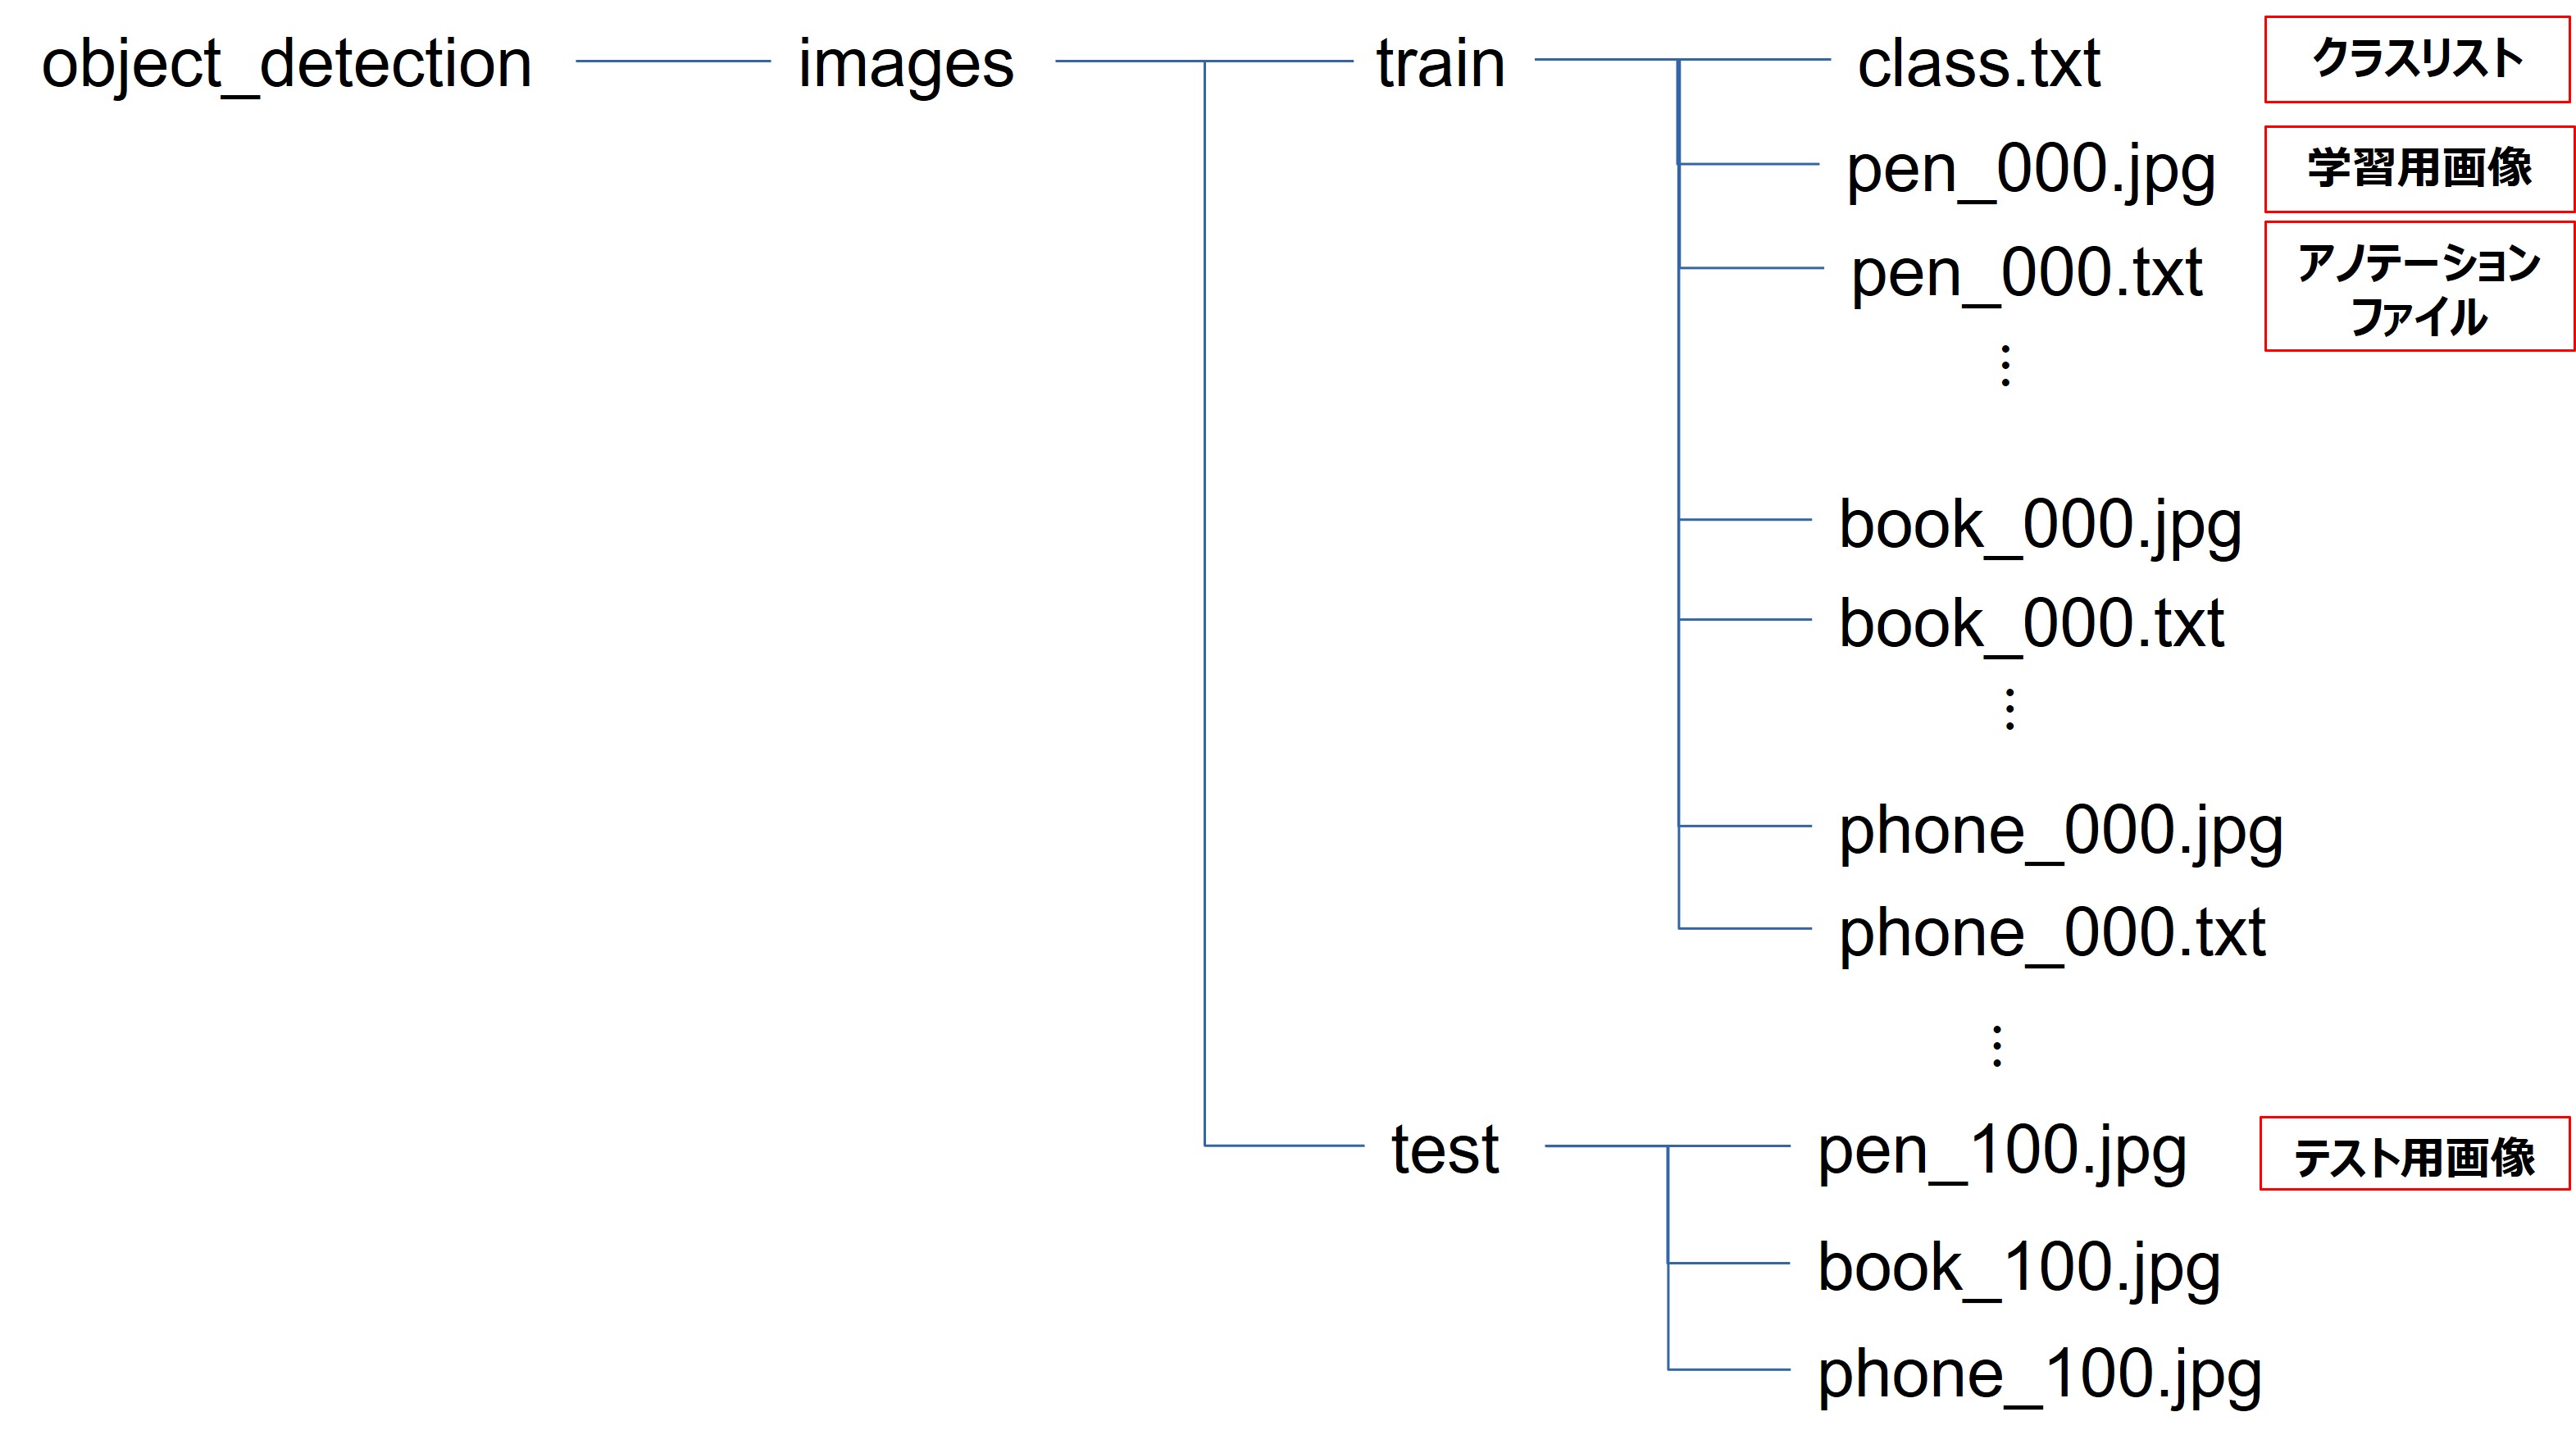 object_detection
images
train
class.txt
クラスリスト
pen_000.jpg
学習用画像
pen_000.txt
アノテーション
ファイル
⋮
book_000.jpg
book_000.txt
⋮
phone_000.jpg
phone_000.txt
⋮
test
pen_100.jpg
テスト用画像
book_100.jpg
phone_100.jpg